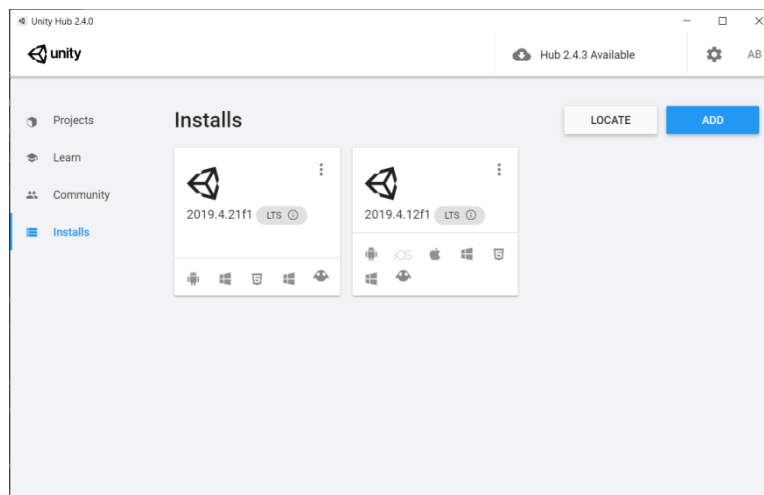 Unity Hub 2.4.0
unity
Hub 2.4.3 Available
AB
Projects
Learn
Community
Installs
Installs
LOCATE
ADD
2019.4.21f1 LTS
2019.4.12f1 LTS
iOS